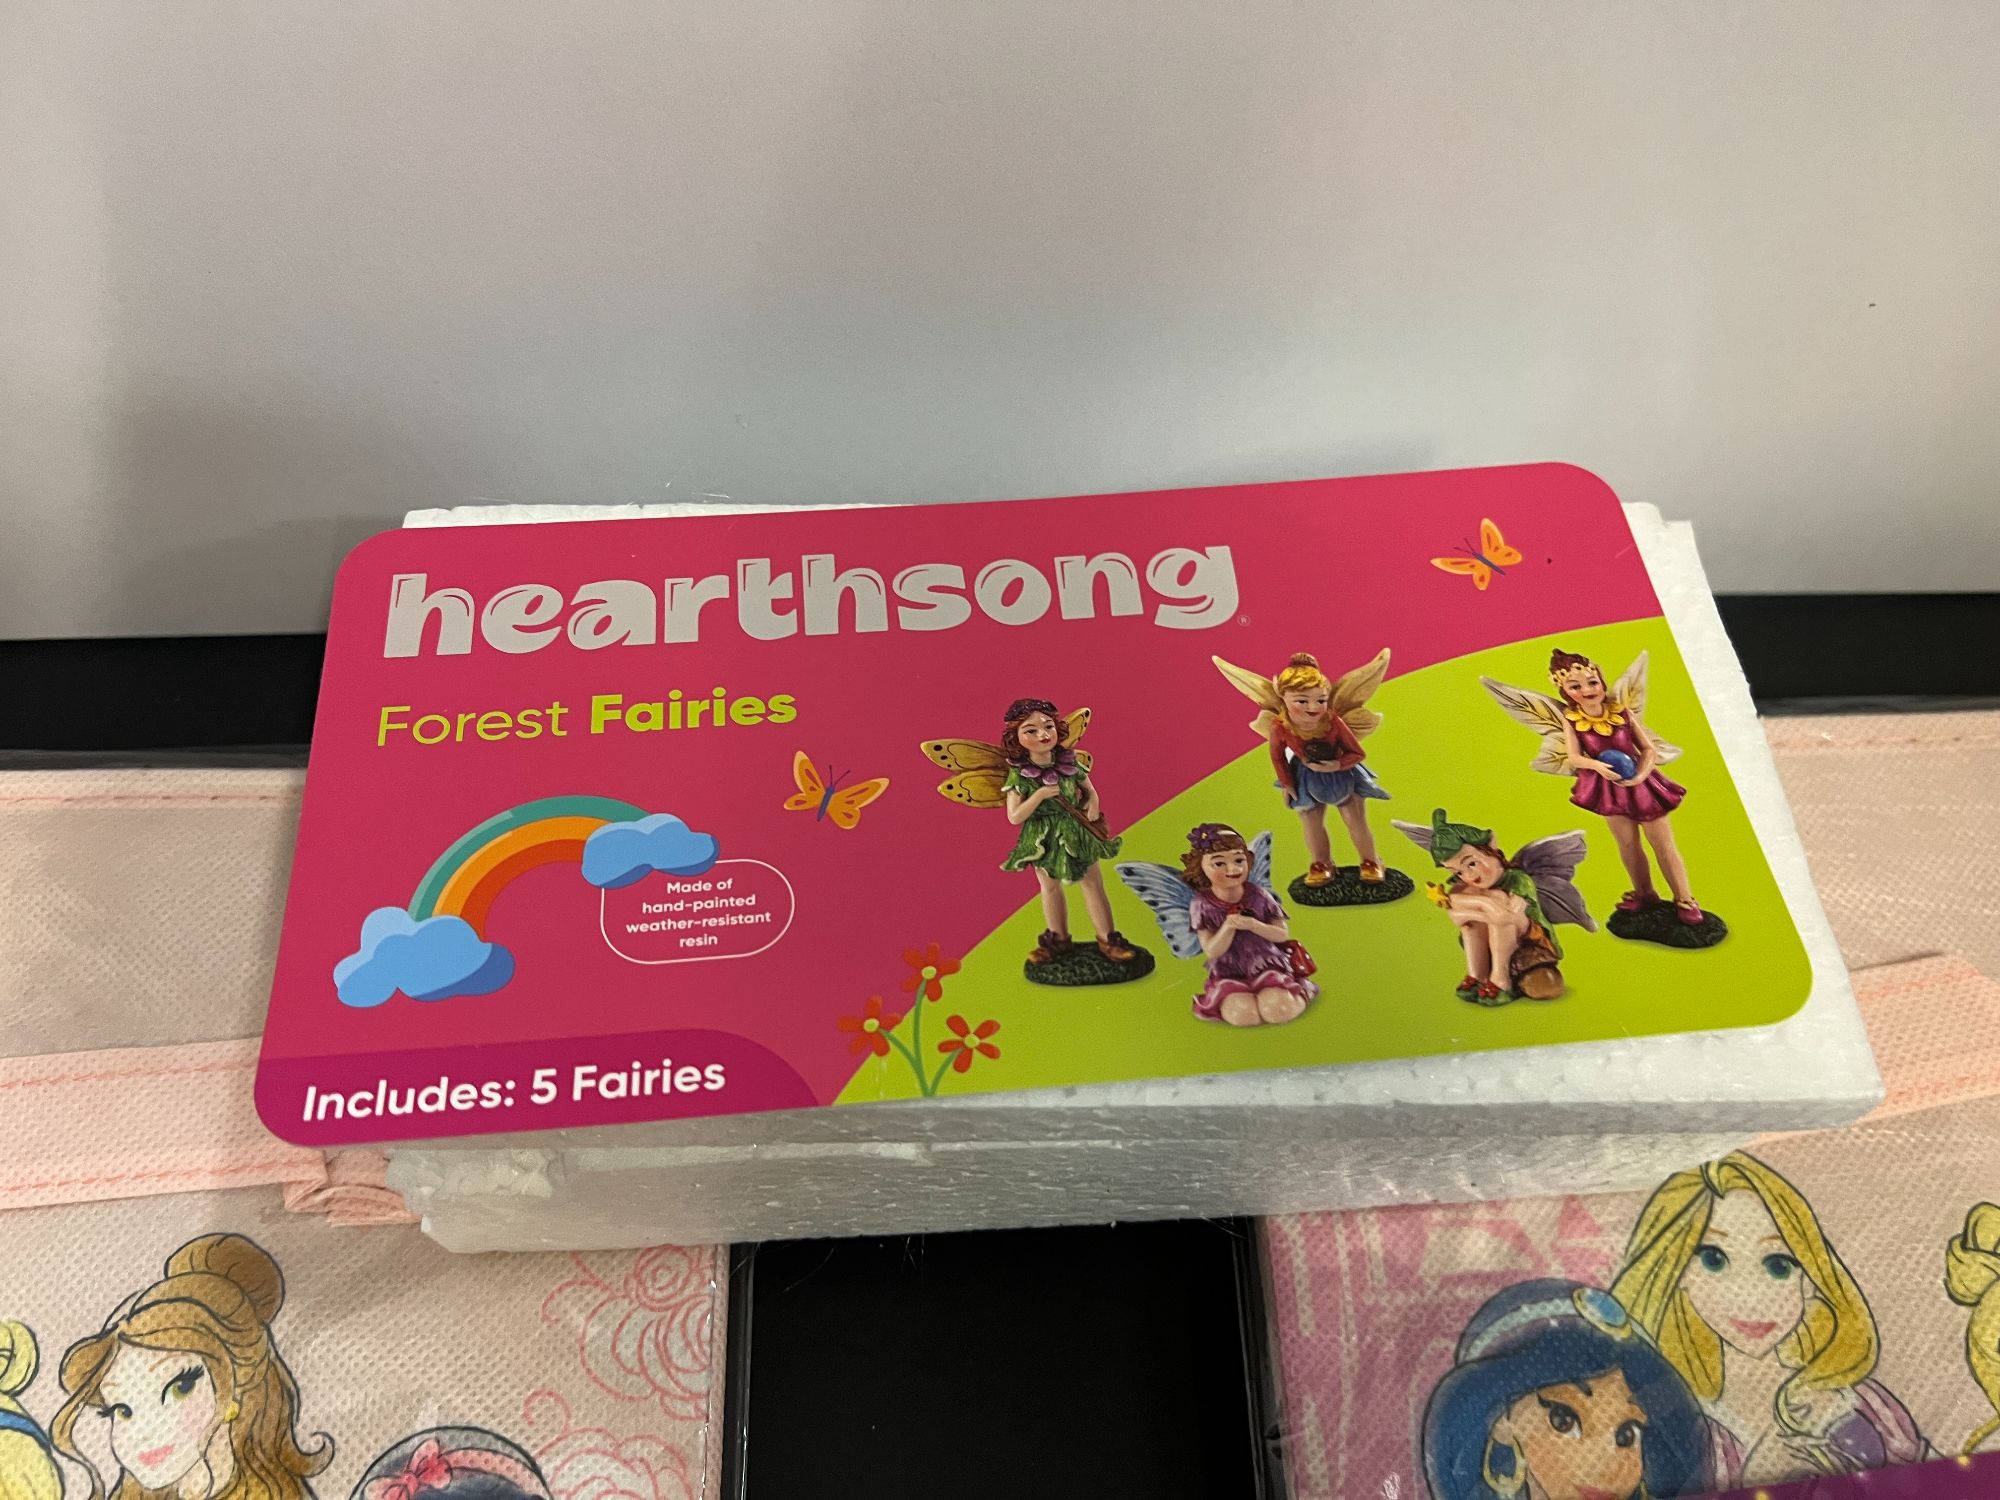 hearthsong®
Forest Fairies
Made of
hand-painted
weather-resistant
resin
Includes: 5 Fairies